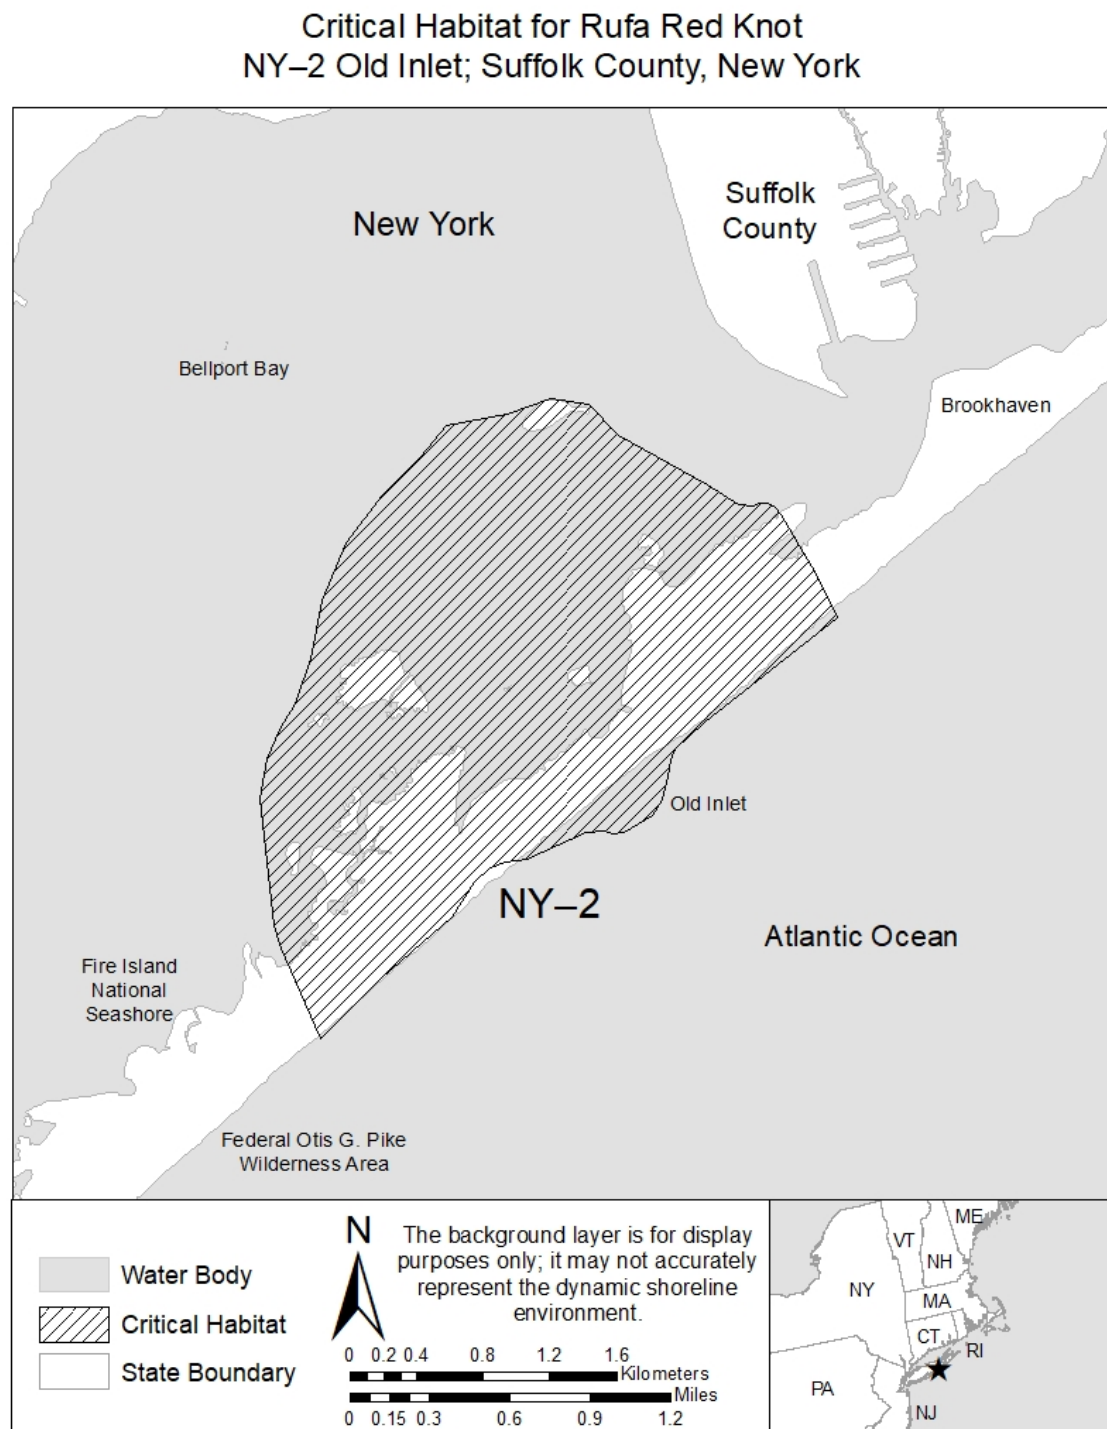 Critical Habitat for Rufa Red Knot
NY–2 Old Inlet; Suffolk County, New York
Suffolk
County
New York
Bellport Bay
Brookhaven
Old Inlet
NY–2
Atlantic Ocean
Fire Island
National
Seashore
Federal Otis G. Pike
Wilderness Area
Water Body
Critical Habitat
State Boundary
N
The background layer is for display
purposes only; it may not accurately
represent the dynamic shoreline
environment.
0 0.2 0.4 0.8 1.2 1.6
Kilometers
Miles
0 0.15 0.3 0.6 0.9 1.2
ME
VT
NH
NY
MA
CT
RI
PA
NJ